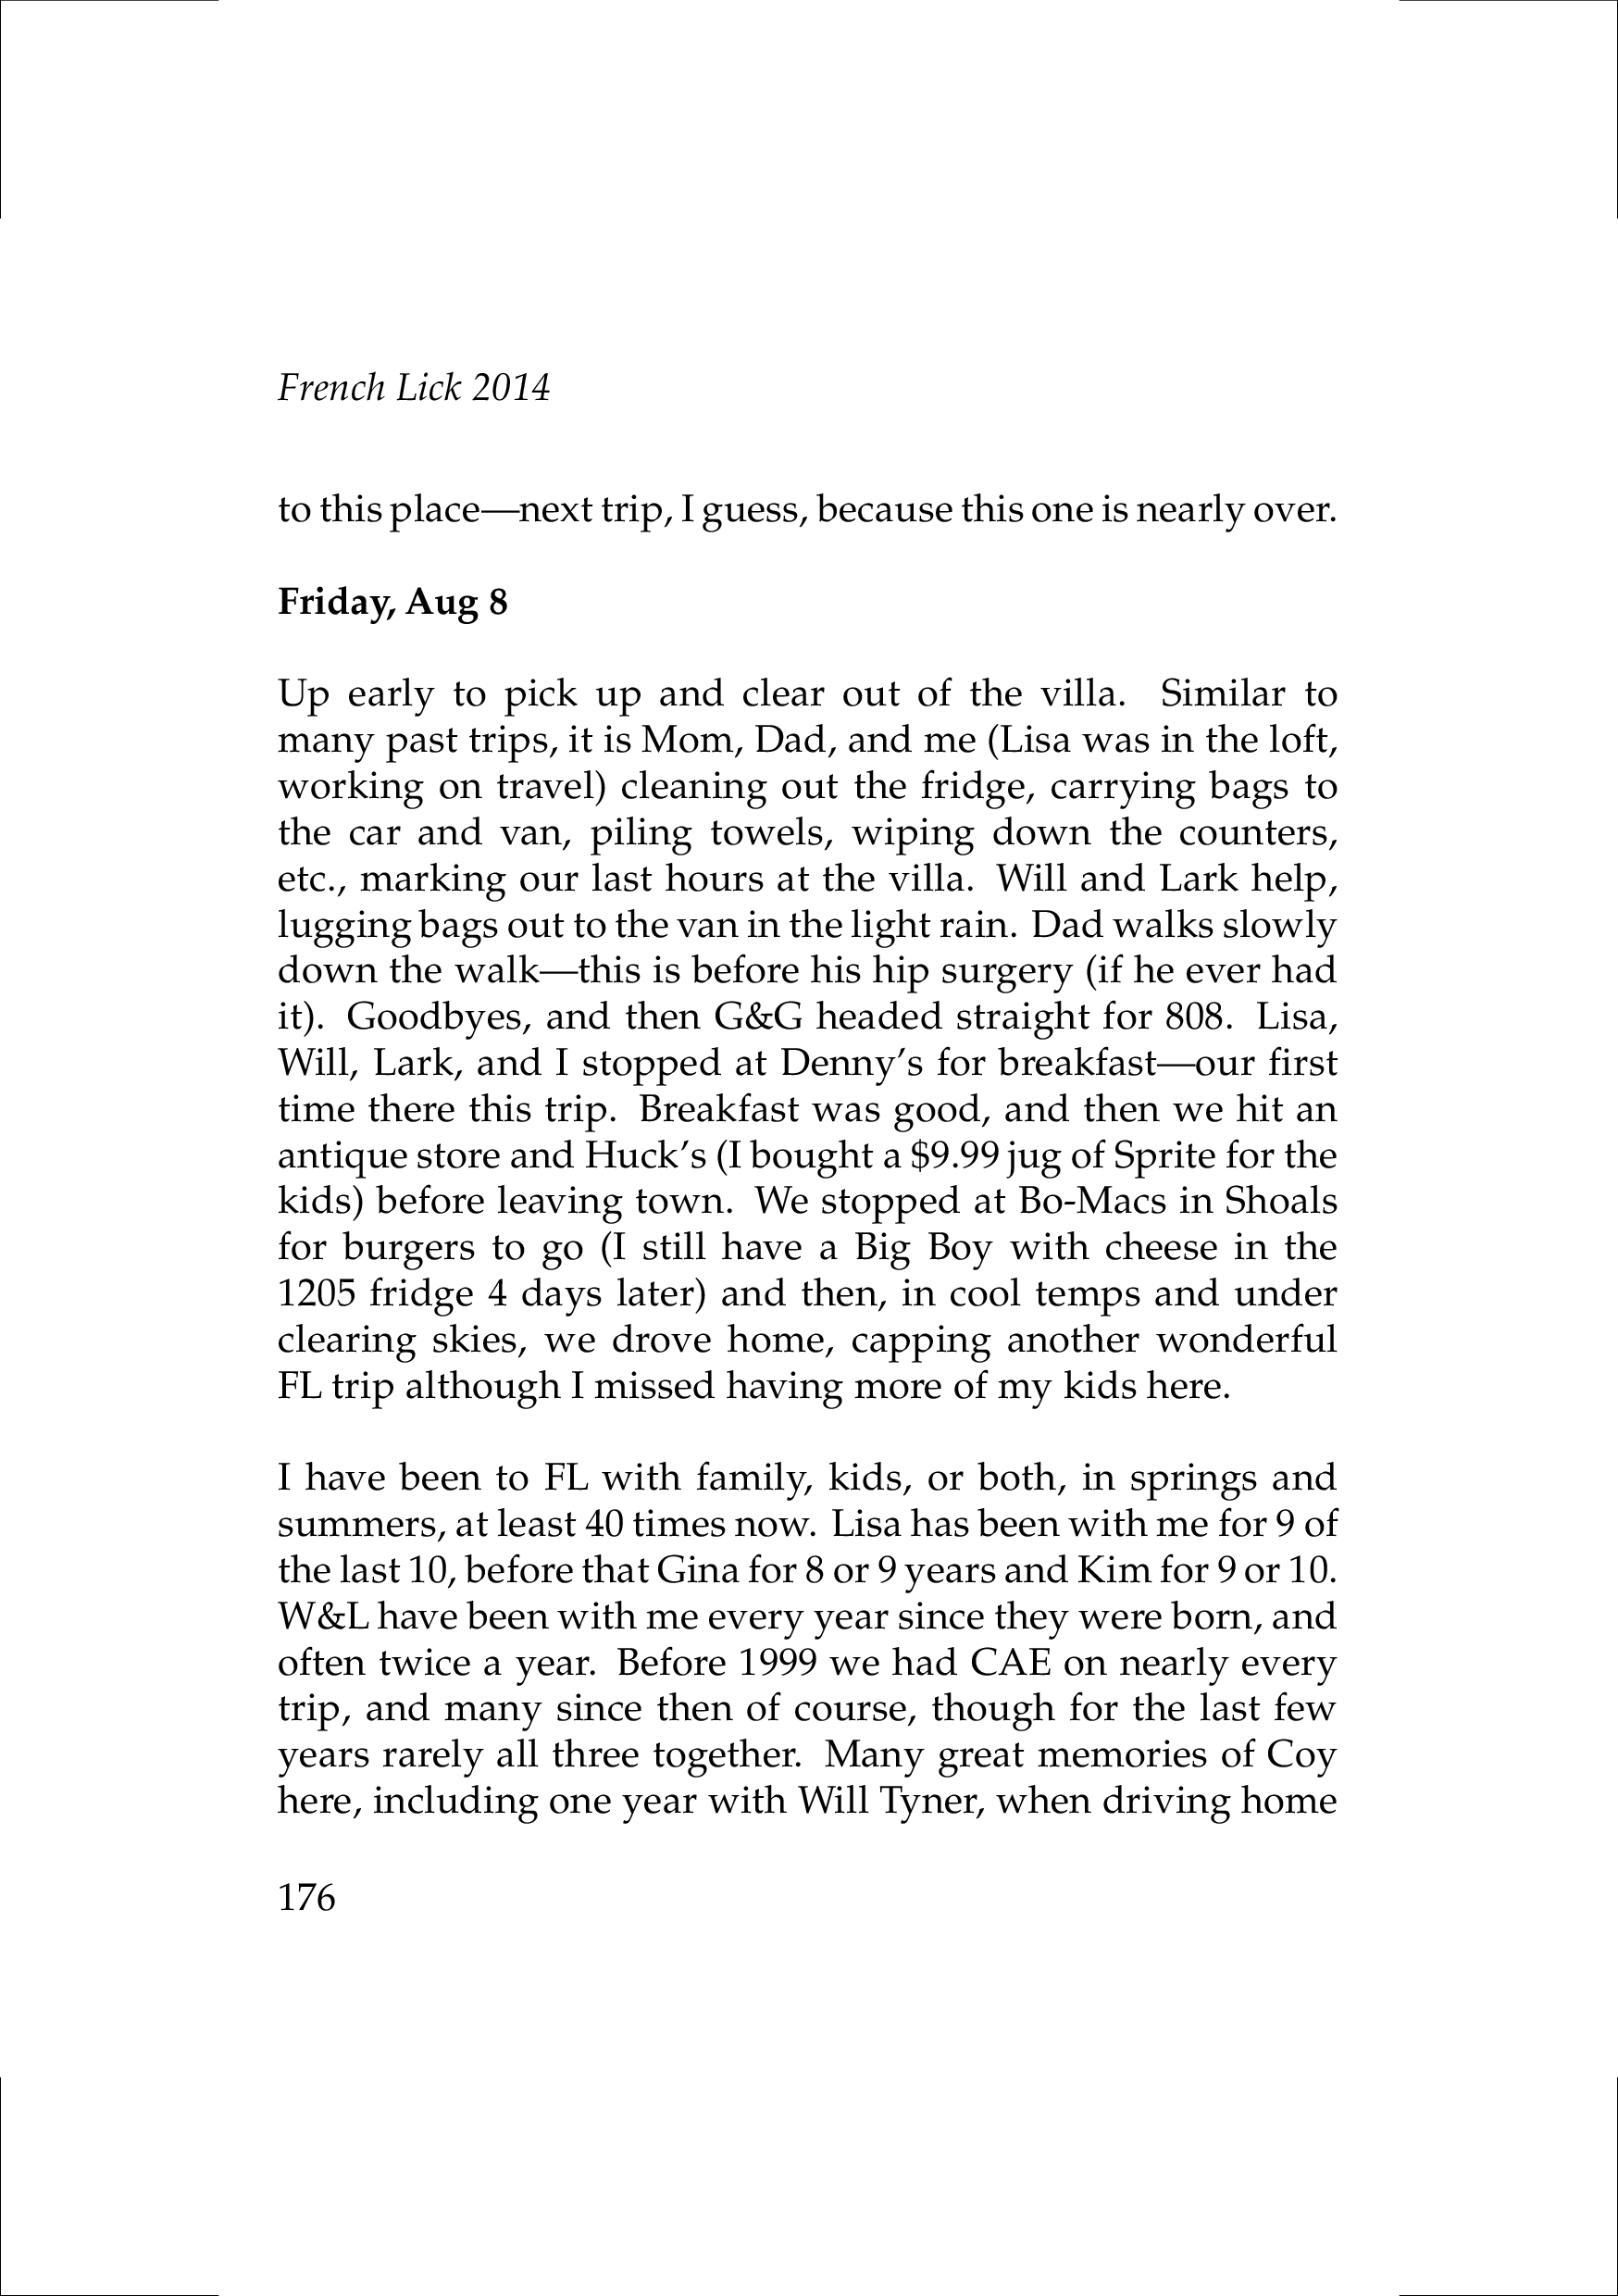 French Lick 2014
to this place—next trip, I guess, because this one is nearly over.
Friday, Aug 8
Up early to pick up and clear out of the villa. Similar to
many past trips, it is Mom, Dad, and me (Lisa was in the loft,
working on travel) cleaning out the fridge, carrying bags to
the car and van, piling towels, wiping down the counters,
etc., marking our last hours at the villa. Will and Lark help,
lugging bags out to the van in the light rain. Dad walks slowly
down the walk—this is before his hip surgery (if he ever had
it). Goodbyes, and then G&G headed straight for 808. Lisa,
Will, Lark, and I stopped at Denny's for breakfast—our first
time there this trip. Breakfast was good, and then we hit an
antique store and Huck's (I bought a $9.99 jug of Sprite for the
kids) before leaving town. We stopped at Bo-Macs in Shoals
for burgers to go (I still have a Big Boy with cheese in the
1205 fridge 4 days later) and then, in cool temps and under
clearing skies, we drove home, capping another wonderful
FL trip although I missed having more of my kids here.
I have been to FL with family, kids, or both, in springs and
summers, at least 40 times now. Lisa has been with me for 9 of
the last 10, before that Gina for 8 or 9 years and Kim for 9 or 10.
W&L have been with me every year since they were born, and
often twice a year. Before 1999 we had CAE on nearly every
trip, and many since then of course, though for the last few
years rarely all three together. Many great memories of Coy
here, including one year with Will Tyner, when driving home
176